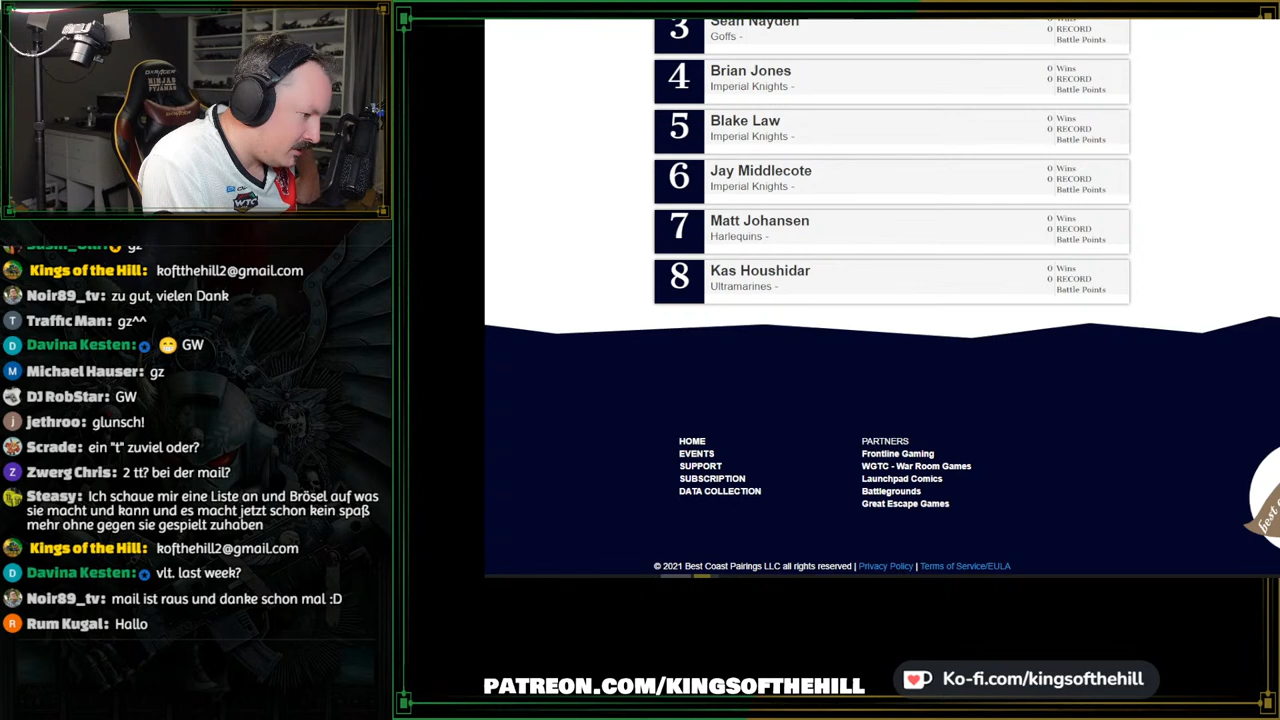 3
Sean Nayden
Goffs -
0 Wins
0 RECORD
Battle Points
4
Brian Jones
Imperial Knights -
0 Wins
0 RECORD
Battle Points
5
Blake Law
Imperial Knights -
0 Wins
0 RECORD
Battle Points
6
Jay Middlecote
Imperial Knights -
0 Wins
0 RECORD
Battle Points
7
Matt Johansen
Harlequins -
0 Wins
0 RECORD
Battle Points
8
Kas Houshidar
Ultramarines -
0 Wins
0 RECORD
Battle Points
HOME
EVENTS
SUPPORT
SUBSCRIPTION
DATA COLLECTION
PARTNERS
Frontline Gaming
WGTC - War Room Games
Launchpad Comics
Battlegrounds
Great Escape Games
best
© 2021 Best Coast Pairings LLC all rights reserved | Privacy Policy | Terms of Service/EULA
NINJAS
PYJAMAS
WTC
gz
Kings of the Hill: koftthehill2@gmail.com
Noir89_tv: zu gut, vielen Dank
T Traffic Man: gz^^
D Davina Kesten: 😁 GW
M Michael Hauser: gz
DJ RobStar: GW
j jethroo: glunsch!
Scrade: ein "t" zuviel oder?
Z Zwerg Chris: 2 tt? bei der mail?
Steasy: Ich schaue mir eine Liste an und Brösel auf was
sie macht und kann und es macht jetzt schon kein spaß
mehr ohne gegen sie gespielt zuhaben
Kings of the Hill: kofthehill2@gmail.com
D Davina Kesten: vlt. last week?
Noir89_tv: mail ist raus und danke schon mal :D
R Rum Kugal: Hallo
PATREON.COM/KINGSOFTHEHILL
Ko-fi.com/kingsofthehill